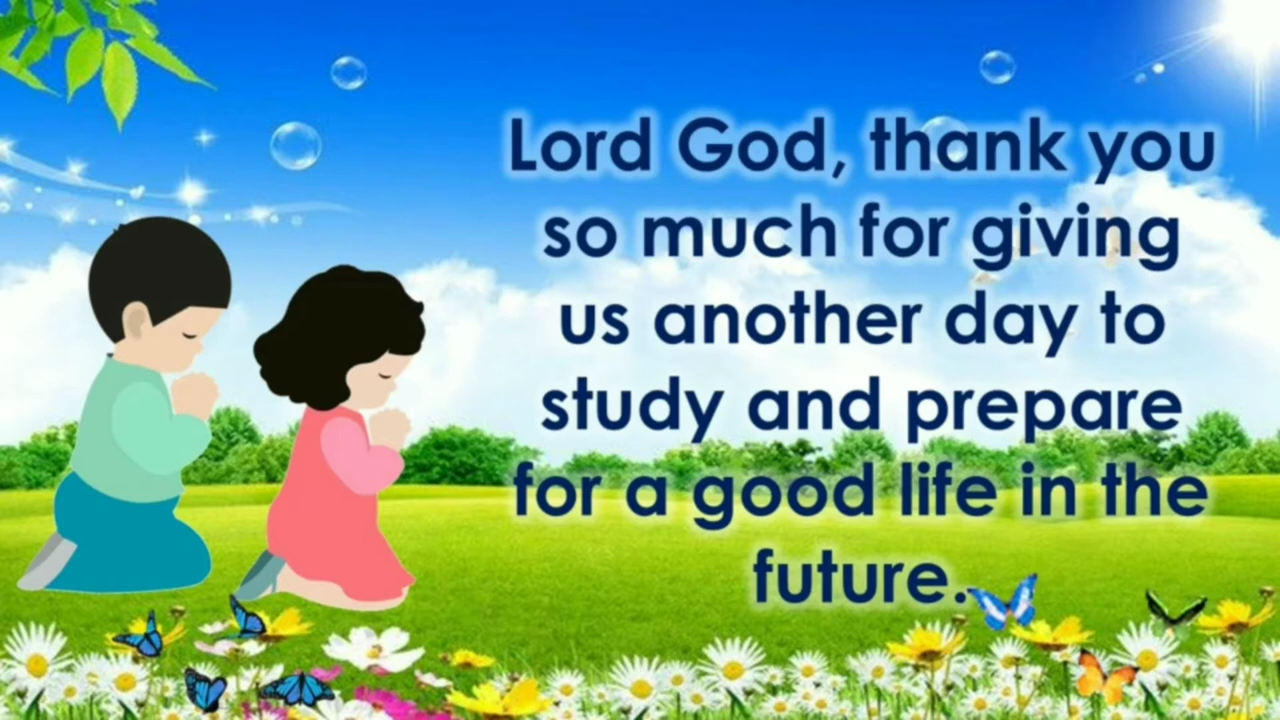 Lord God, thank you
so much for giving
us another day to
study and prepare
for a good life in the
future.